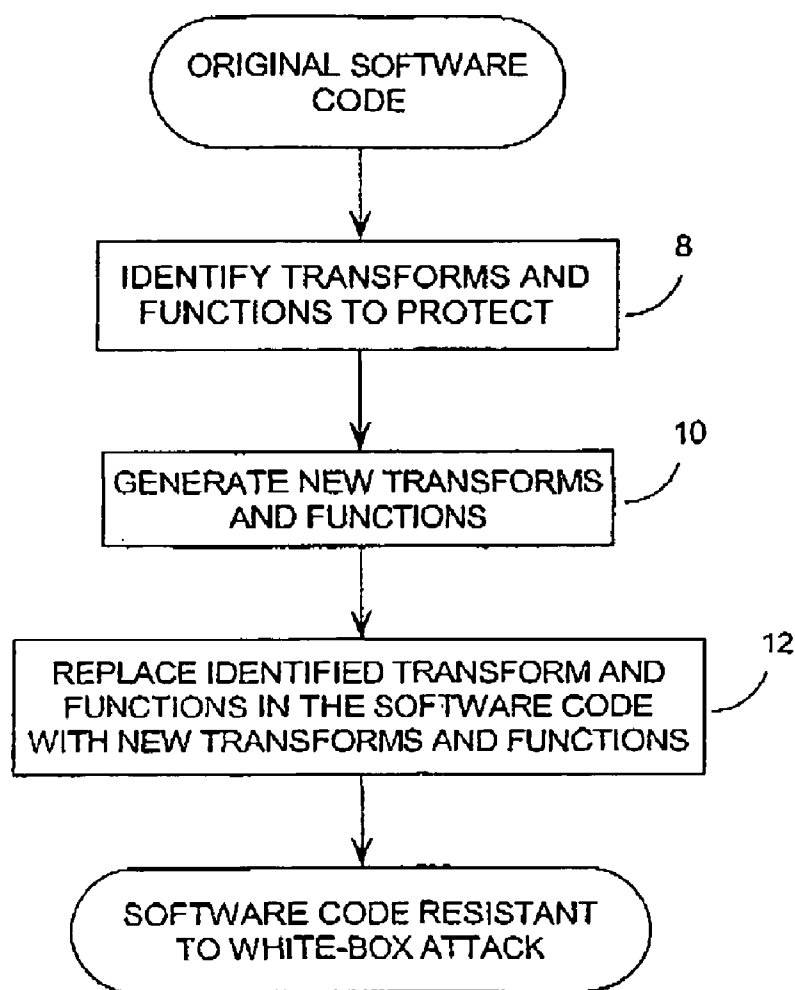 ORIGINAL SOFTWARE
CODE
IDENTIFY TRANSFORMS AND
FUNCTIONS TO PROTECT
8
GENERATE NEW TRANSFORMS
AND FUNCTIONS
10
REPLACE IDENTIFIED TRANSFORM AND
FUNCTIONS IN THE SOFTWARE CODE
WITH NEW TRANSFORMS AND FUNCTIONS
12
SOFTWARE CODE RESISTANT
TO WHITE-BOX ATTACK